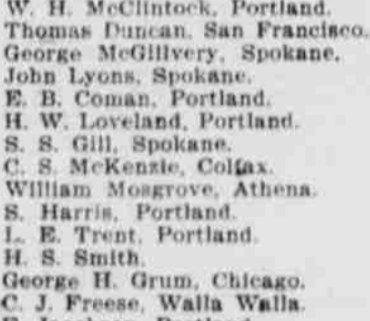 W. H. McClintock, Portland.
Thomas Duncan, San Francisco.
George McGillvery, Spokane.
John Lyons, Spokane.
E. B. Coman, Portland.
H. W. Loveland, Portland.
S. S. Gill, Spokane.
C. S. McKenzie, Colfax.
William Mosgrove, Athena.
S. Harris, Portland.
L. E. Trent, Portland.
H. S. Smith.
George H. Grum, Chicago.
C. J. Freese, Walla Walla.